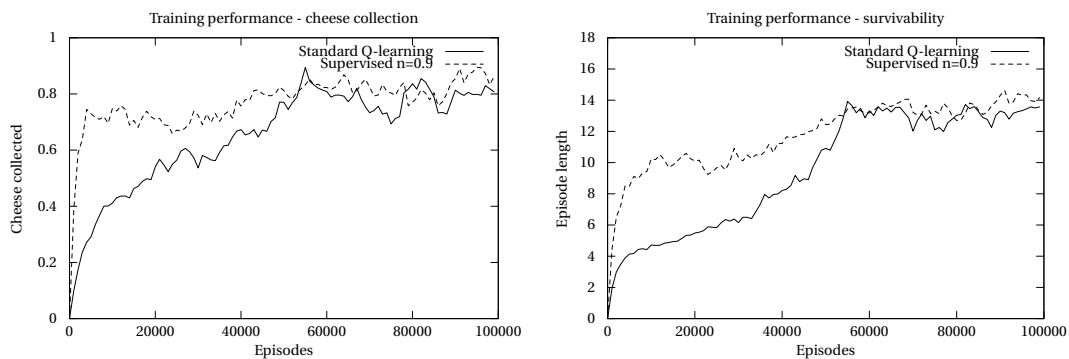 Training performance - cheese collection
1
0.8
0.6
0.4
0.2
0
Cheese collected
Standard Q-learning
Supervised n=0.9
0 20000 40000 60000 80000 100000
Episodes
Training performance - survivability
18
16
14
12
10
8
6
4
2
0
Episode length
Standard Q-learning
Supervised n=0.9
0 20000 40000 60000 80000 100000
Episodes